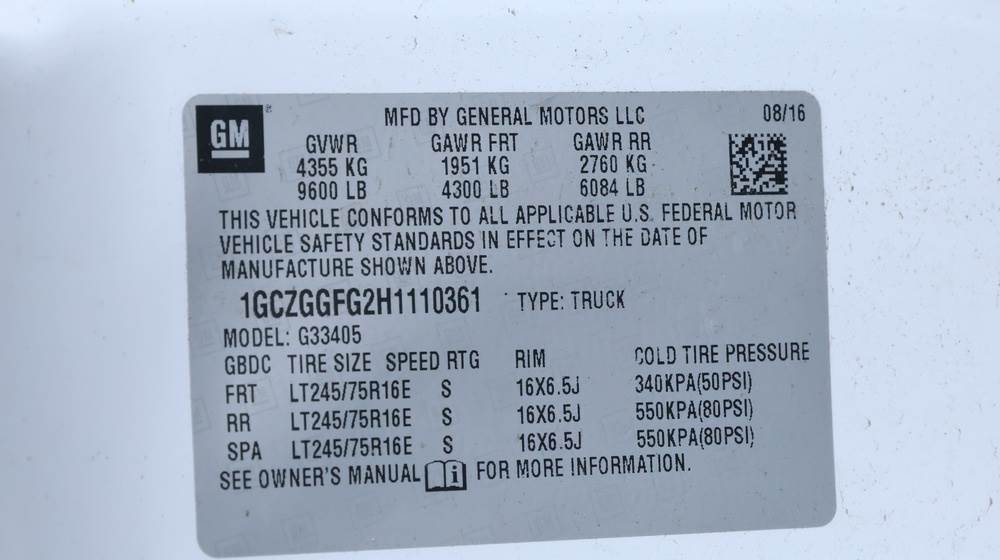 GM
MFD BY GENERAL MOTORS LLC 08/16
GVWR GAWR FRT GAWR RR
4355 KG 1951 KG 2760 KG
9600 LB 4300 LB 6084 LB
THIS VEHICLE CONFORMS TO ALL APPLICABLE U.S. FEDERAL MOTOR
VEHICLE SAFETY STANDARDS IN EFFECT ON THE DATE OF
MANUFACTURE SHOWN ABOVE.
1GCZGGFG2H1110361 TYPE: TRUCK
MODEL: G33405
GBDC TIRE SIZE SPEED RTG RIM COLD TIRE PRESSURE
FRT LT245/75R16E S 16X6.5J 340KPA(50PSI)
RR LT245/75R16E S 16X6.5J 550KPA(80PSI)
SPA LT245/75R16E S 16X6.5J 550KPA(80PSI)
SEE OWNER'S MANUAL i FOR MORE INFORMATION.